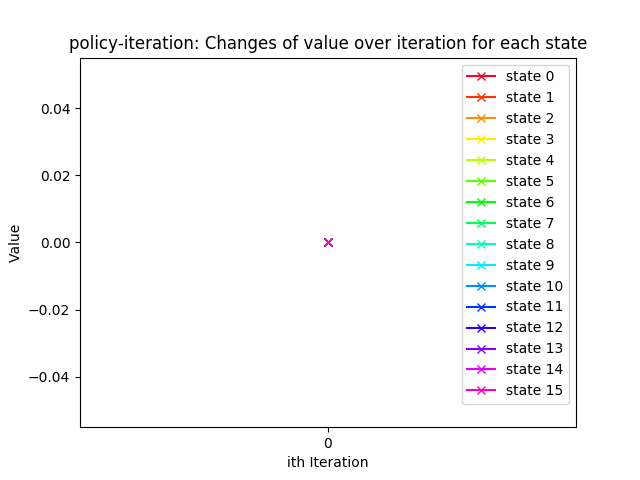 policy-iteration: Changes of value over iteration for each state
Value
0.04
0.02
0.00
−0.02
−0.04
0
ith Iteration
state 0
state 1
state 2
state 3
state 4
state 5
state 6
state 7
state 8
state 9
state 10
state 11
state 12
state 13
state 14
state 15